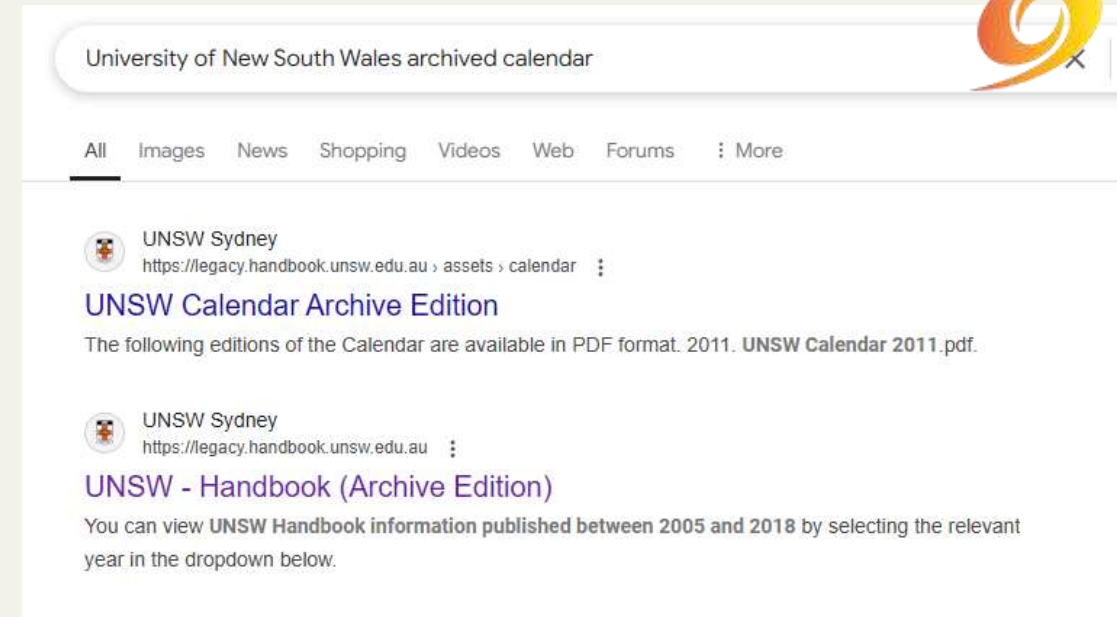 University of New South Wales archived calendar
All Images News Shopping Videos Web Forums More
UNSW Sydney
https://legacy.handbook.unsw.edu.au › assets › calendar
UNSW Calendar Archive Edition
The following editions of the Calendar are available in PDF format. 2011. UNSW Calendar 2011.pdf.
UNSW Sydney
https://legacy.handbook.unsw.edu.au
UNSW - Handbook (Archive Edition)
You can view UNSW Handbook information published between 2005 and 2018 by selecting the relevant
year in the dropdown below.